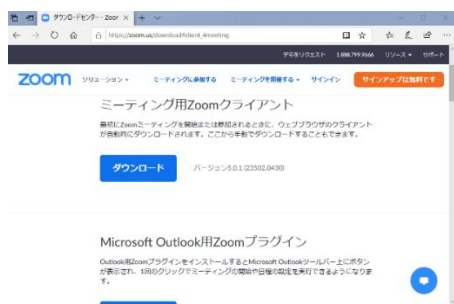 ダウンロードセンター - Zoom
https://zoom.us/download#client_4meeting
デモをリクエスト 1.888.799.9666 リソース サポート
zoom ソリューション ミーティングに参加する ミーティングを開催する サインイン サインアップは無料です
ミーティング用Zoomクライアント
最初にZoomミーティングを開始または参加されるときに、ウェブブラウザのクライアント
が自動的にダウンロードされます。ここから手動でダウンロードすることもできます。
ダウンロード バージョン5.0.1 (23502.0430)
Microsoft Outlook用Zoomプラグイン
Outlook用ZoomプラグインをインストールするとMicrosoft Outlookツールバー上にボタン
が表示され、1回のクリックでミーティングの開始や日程の設定を実行できるようになりま
す。